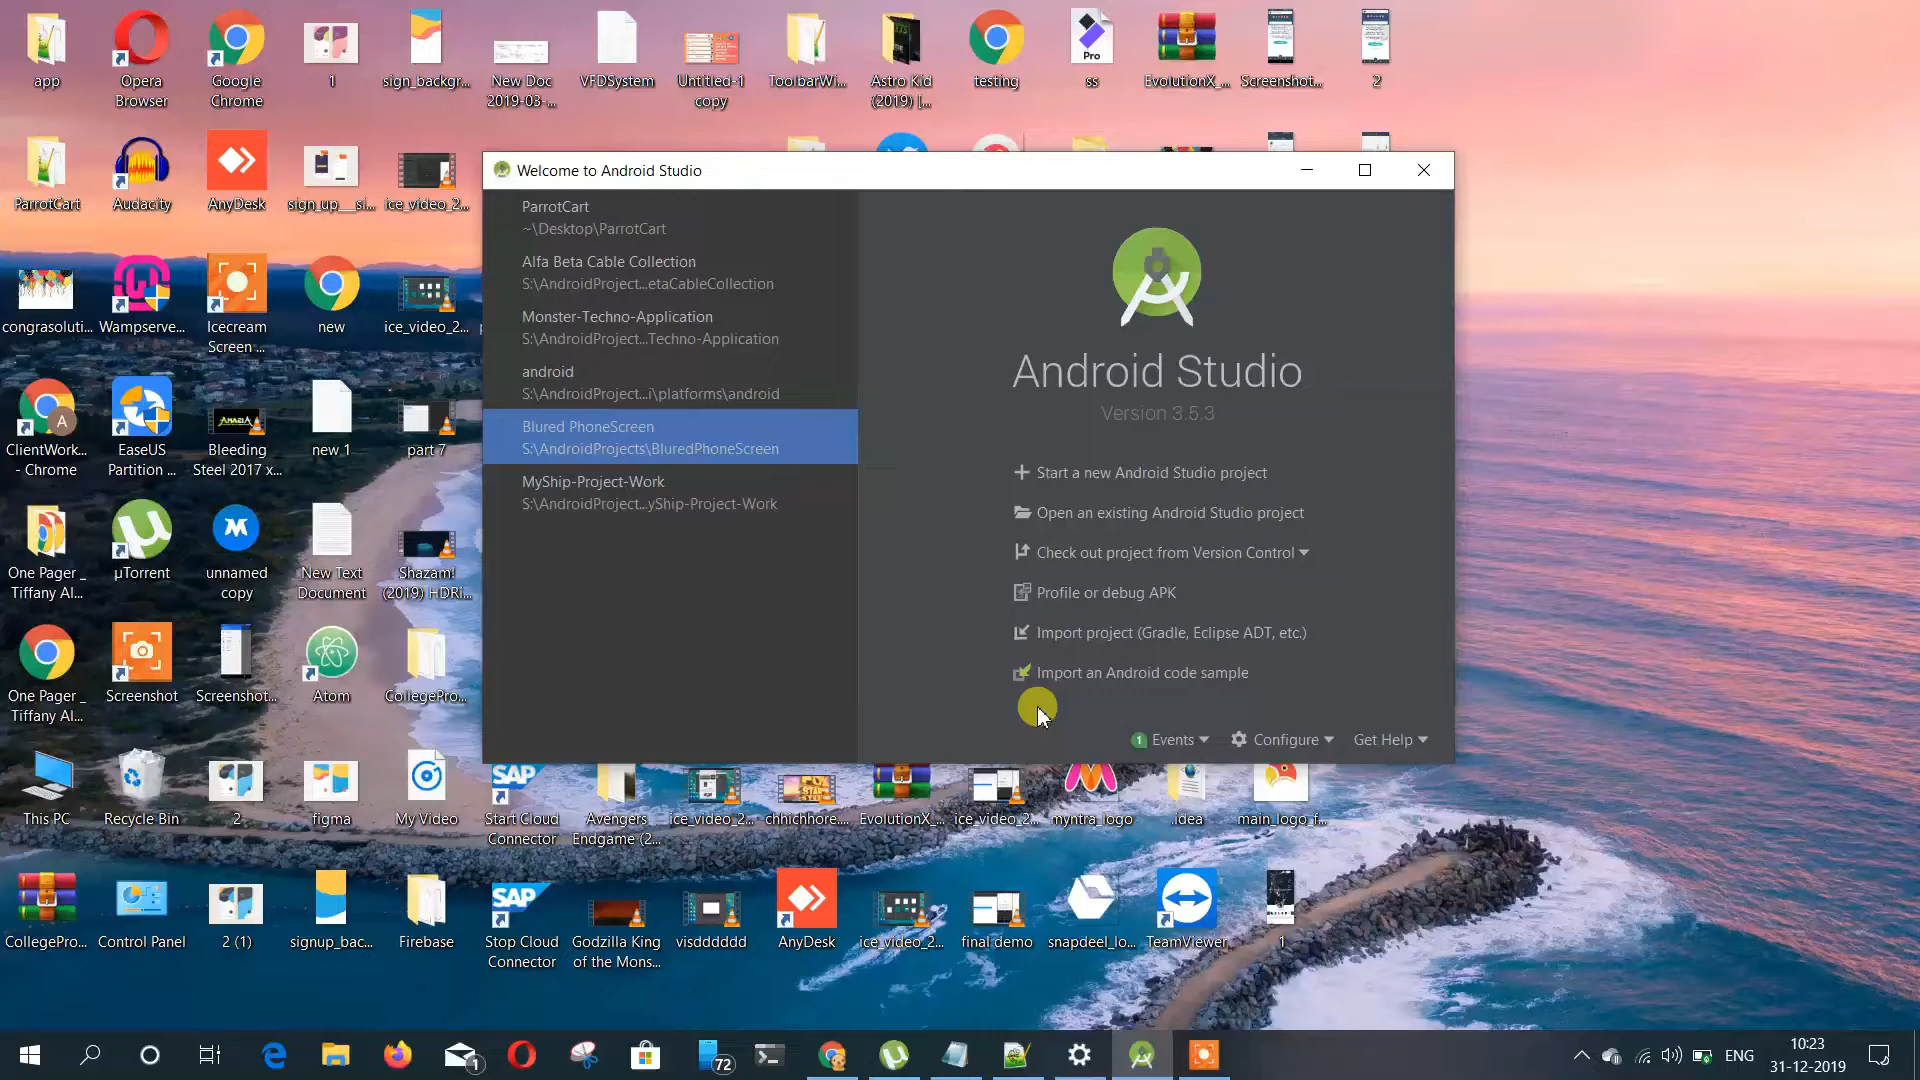 app
Opera
Browser
Google
Chrome
1
sign_backgr...
New Doc
2019-03-...
VFDSystem
Untitled-1
copy
ToolbarWi...
Astro Kid
(2019) [...
testing
Pro
ss
EvolutionX_...
Screenshot...
2
ParrotCart
Audacity
AnyDesk
sign_up__si...
ice_video_2...
congrasoluti...
Wampserve...
Icecream
Screen ...
new
ice_video_2...
ClientWork...
- Chrome
EaseUS
Partition ...
Bleeding
Steel 2017 x...
new 1
part 7
One Pager _
Tiffany Al...
µTorrent
unnamed
copy
New Text
Document
Shazam!
(2019) HDRi...
One Pager _
Tiffany Al...
Screenshot
Screenshot...
Atom
CollegePro...
Welcome to Android Studio
ParrotCart
~\Desktop\ParrotCart
Alfa Beta Cable Collection
S:\AndroidProject...etaCableCollection
Monster-Techno-Application
S:\AndroidProject...Techno-Application
android
S:\AndroidProject...i\platforms\android
Blured PhoneScreen
S:\AndroidProjects\BluredPhoneScreen
MyShip-Project-Work
S:\AndroidProject...yShip-Project-Work
Android Studio
Version 3.5.3
Start a new Android Studio project
Open an existing Android Studio project
Check out project from Version Control
Profile or debug APK
Import project (Gradle, Eclipse ADT, etc.)
Import an Android code sample
1 Events
Configure
Get Help
This PC
Recycle Bin
2
figma
My Video
SAP
Start Cloud
Connector
Avengers
Endgame (2...
ice_video_2...
chhichhore....
EvolutionX_...
ice_video_2...
myntra_logo
.idea
main_logo_f...
CollegePro...
Control Panel
2 (1)
signup_bac...
Firebase
SAP
Stop Cloud
Connector
Godzilla King
of the Mons...
visdddddd
AnyDesk
ice_video_2...
final demo
snapdeel_lo...
TeamViewer
1
1
72
ENG
10:23
31-12-2019